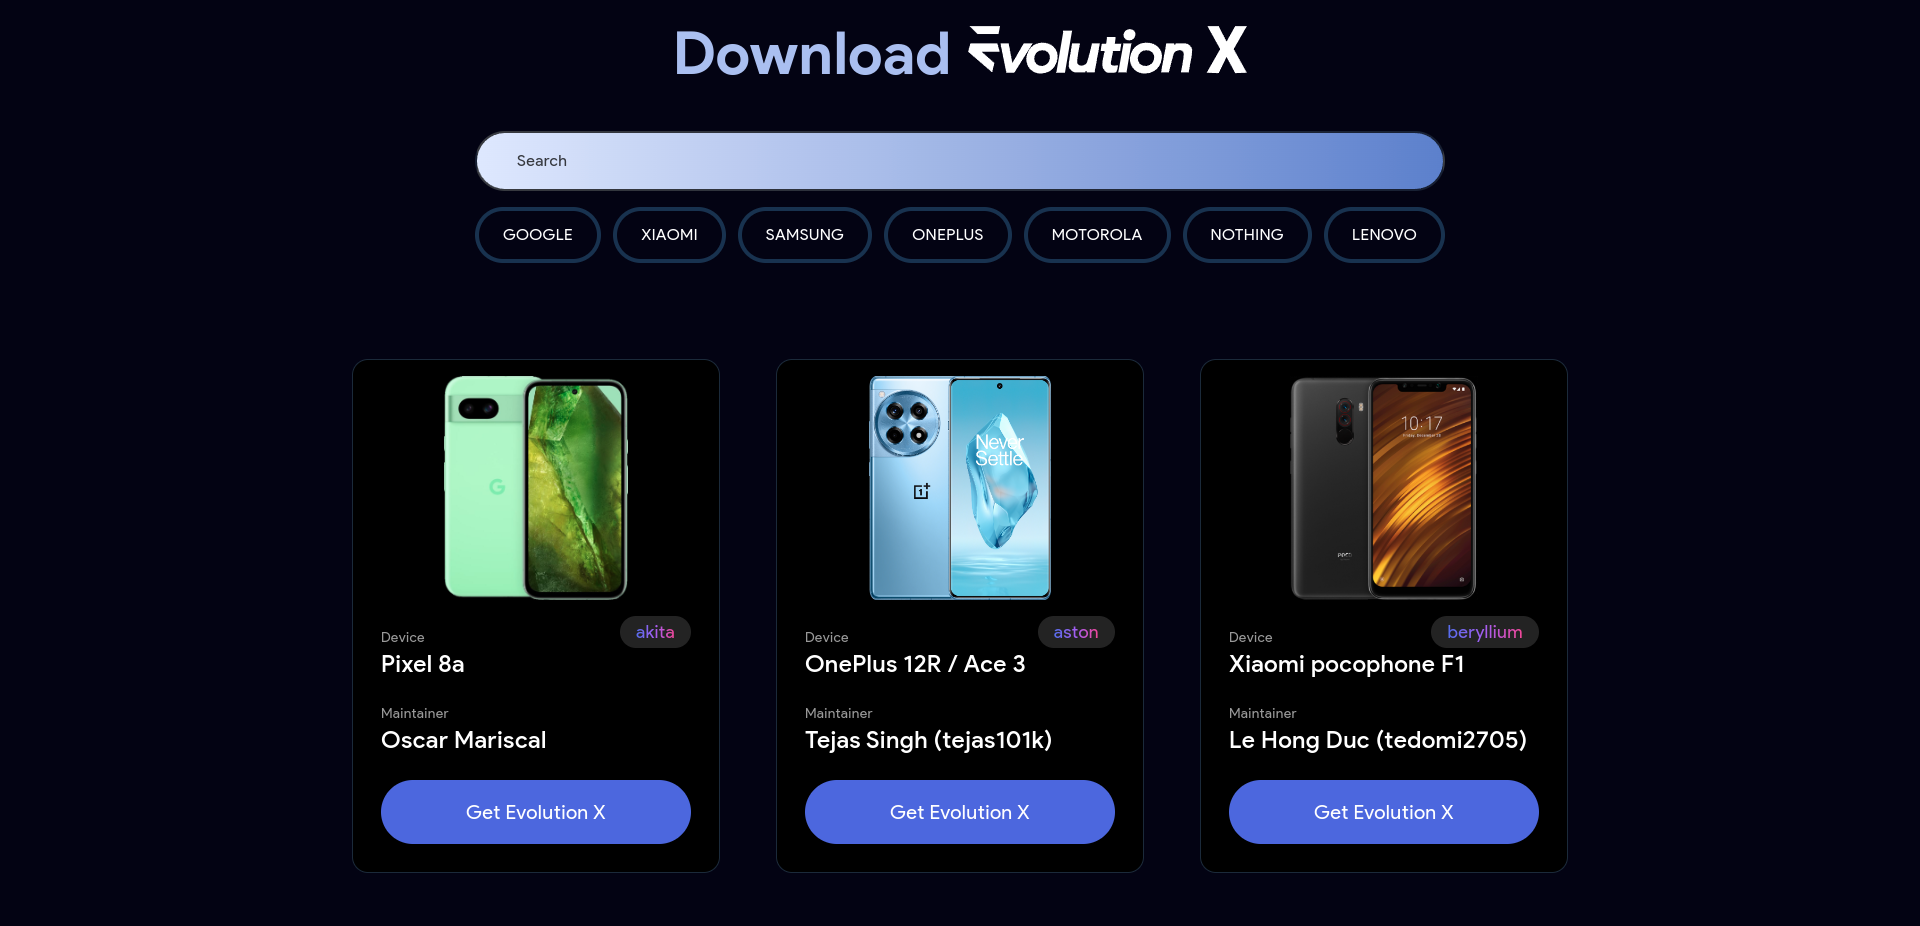 Download Evolution X
Search
GOOGLE
XIAOMI
SAMSUNG
ONEPLUS
MOTOROLA
NOTHING
LENOVO
Never
Settle
10:17
Device
akita
Pixel 8a
Maintainer
Oscar Mariscal
Get Evolution X
Device
aston
OnePlus 12R / Ace 3
Maintainer
Tejas Singh (tejas101k)
Get Evolution X
Device
beryllium
Xiaomi pocophone F1
Maintainer
Le Hong Duc (tedomi2705)
Get Evolution X